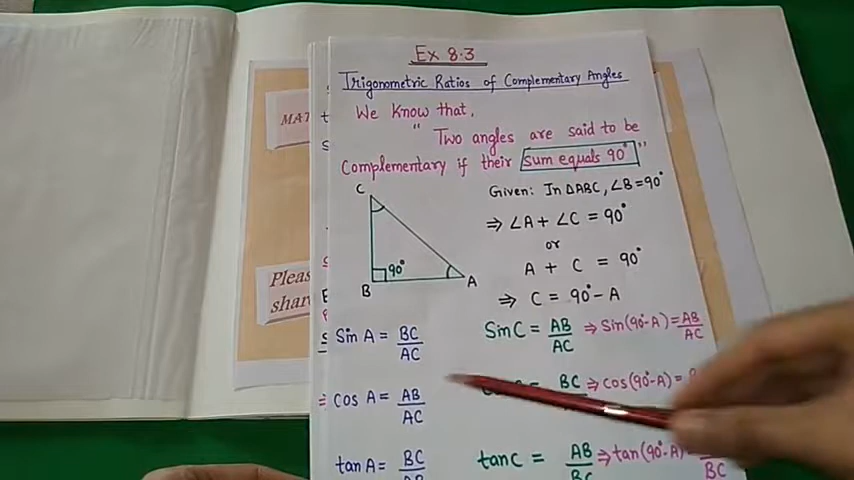 Ex 8.3
Trigonometric Ratios of Complementary Angles
We Know that,
" Two angles are said to be
Complementary if their sum equals 90° "
C
B
90°
A
Given: In ΔABC, ∠B = 90°
⇒ ∠A + ∠C = 90°
or
A + C = 90°
⇒ C = 90° - A
Sin A = BC/AC
Sin C = AB/AC ⇒ Sin(90°-A) = AB/AC
⇒ cos A = AB/AC
BC ⇒ cos(90°-A) =
tan A = BC
tan C = AB/BC ⇒ tan(90°-A)
BC
MAT
Pleas
shar